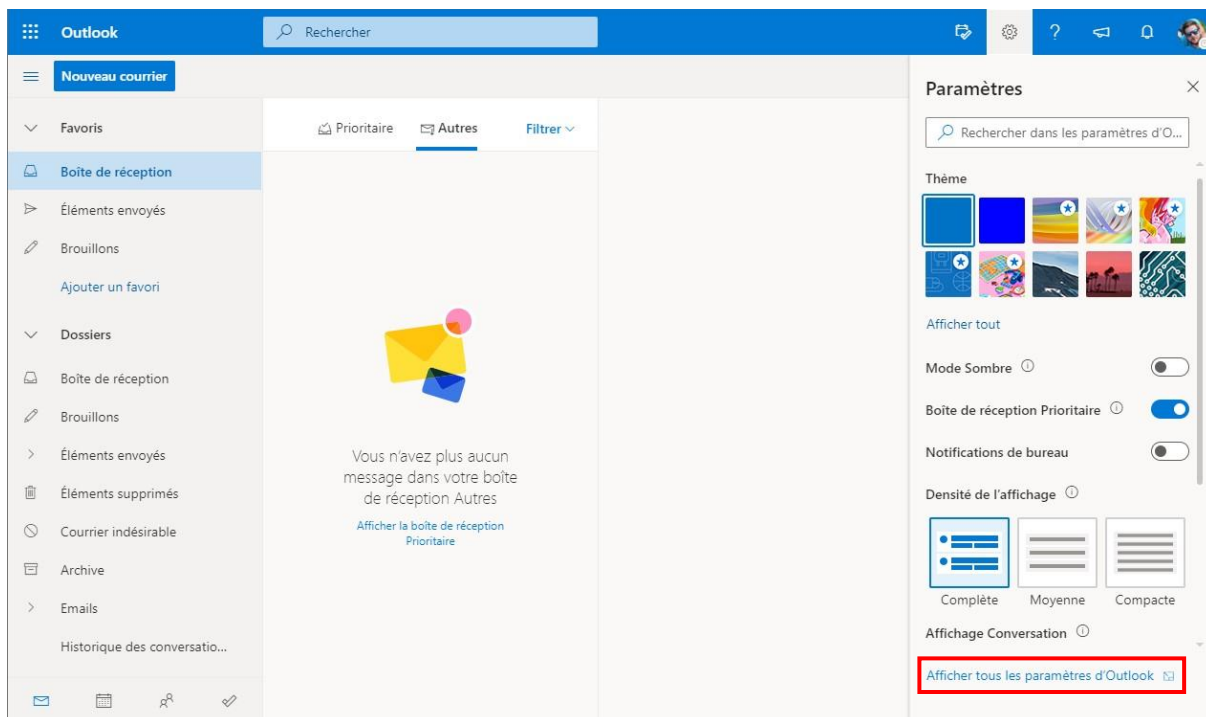 Outlook
Rechercher
Nouveau courrier
Favoris
Boîte de réception
Éléments envoyés
Brouillons
Ajouter un favori
Dossiers
Boîte de réception
Brouillons
Éléments envoyés
Éléments supprimés
Courrier indésirable
Archive
Emails
Historique des conversatio...
Prioritaire
Autres
Filtrer
Vous n'avez plus aucun
message dans votre boîte
de réception Autres
Afficher la boîte de réception
Prioritaire
Paramètres
Rechercher dans les paramètres d'O...
Thème
Afficher tout
Mode Sombre
Boîte de réception Prioritaire
Notifications de bureau
Densité de l'affichage
Complète
Moyenne
Compacte
Affichage Conversation
Afficher tous les paramètres d'Outlook